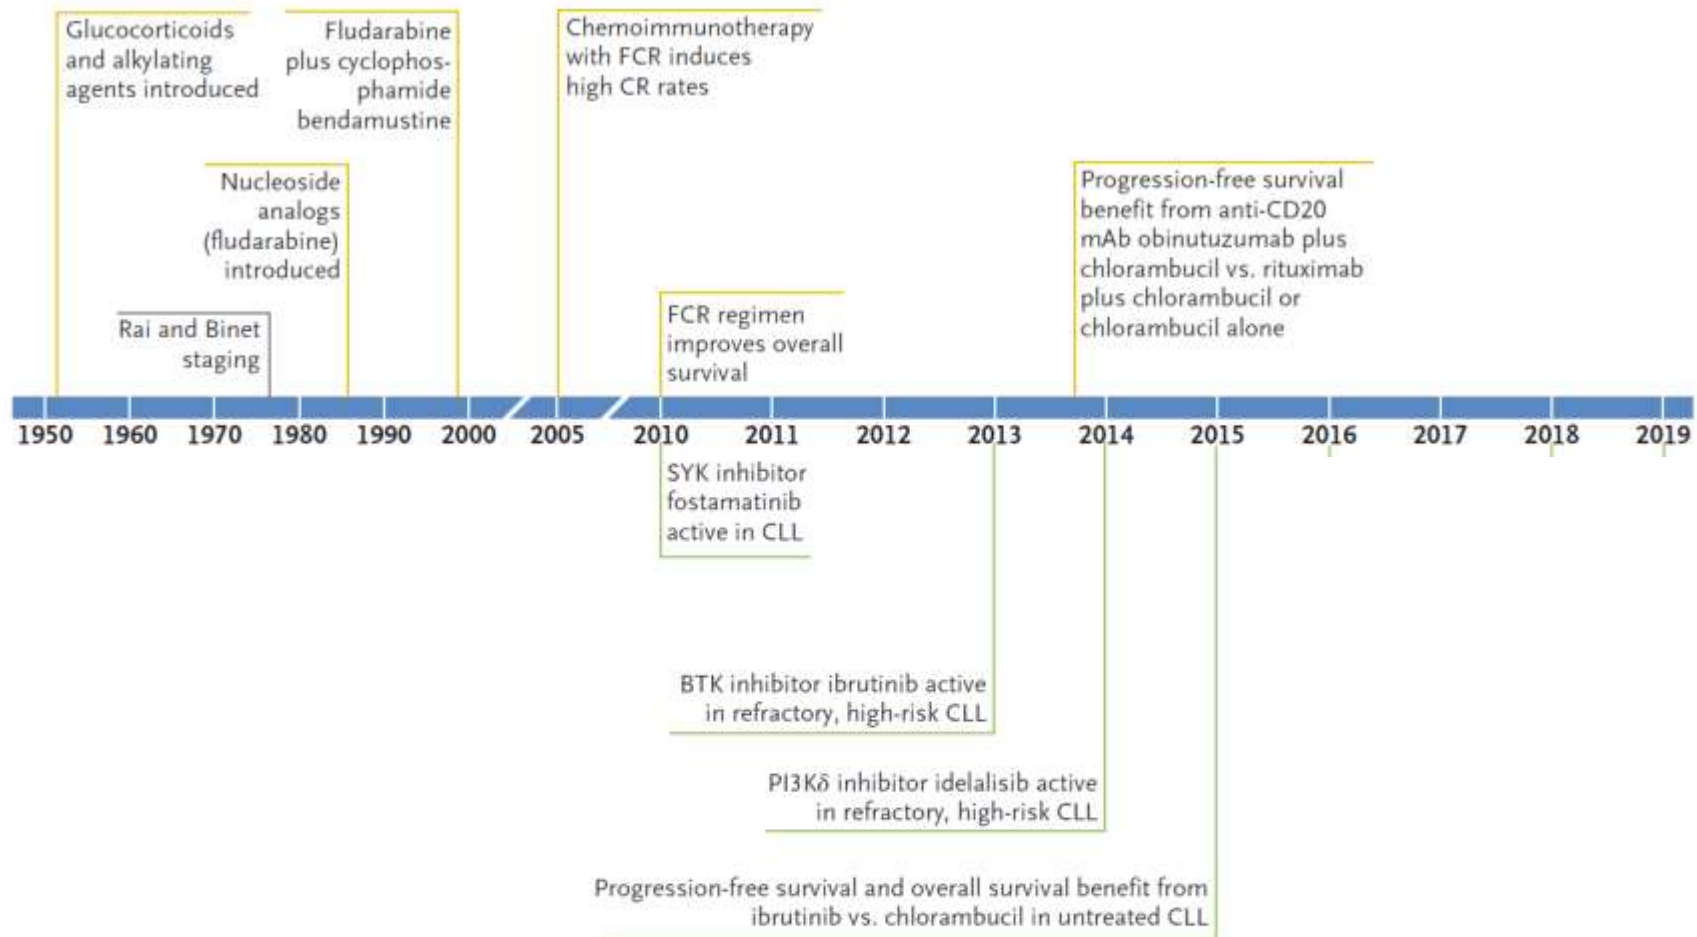 Glucocorticoids
and alkylating
agents introduced
Fludarabine
plus cyclophos-
phamide
bendamustine
Chemoimmunotherapy
with FCR induces
high CR rates
Nucleoside
analogs
(fludarabine)
introduced
Progression-free survival
benefit from anti-CD20
mAb obinutuzumab plus
chlorambucil vs. rituximab
plus chlorambucil or
chlorambucil alone
Rai and Binet
staging
FCR regimen
improves overall
survival
1950 1960 1970 1980 1990 2000 2005 2010 2011 2012 2013 2014 2015 2016 2017 2018 2019
SYK inhibitor
fostamatinib
active in CLL
BTK inhibitor ibrutinib active
in refractory, high-risk CLL
PI3Kδ inhibitor idelalisib active
in refractory, high-risk CLL
Progression-free survival and overall survival benefit from
ibrutinib vs. chlorambucil in untreated CLL